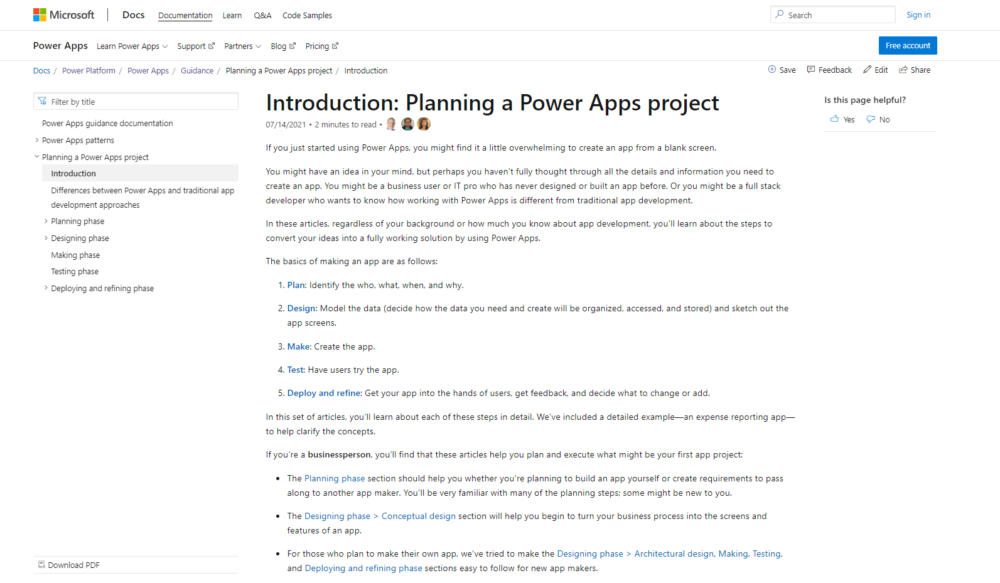 Microsoft
Docs
Documentation
Learn
Q&A
Code Samples
Search
Sign in
Power Apps
Learn Power Apps
Support
Partners
Blog
Pricing
Free account
Docs / Power Platform / Power Apps / Guidance / Planning a Power Apps project / Introduction
Save
Feedback
Edit
Share
Filter by title
Power Apps guidance documentation
Power Apps patterns
Planning a Power Apps project
Introduction
Differences between Power Apps and traditional app
development approaches
Planning phase
Designing phase
Making phase
Testing phase
Deploying and refining phase
Download PDF
Introduction: Planning a Power Apps project
07/14/2021 • 2 minutes to read •
If you just started using Power Apps, you might find it a little overwhelming to create an app from a blank screen.
You might have an idea in your mind, but perhaps you haven't fully thought through all the details and information you need to
create an app. You might be a business user or IT pro who has never designed or built an app before. Or you might be a full stack
developer who wants to know how working with Power Apps is different from traditional app development.
In these articles, regardless of your background or how much you know about app development, you'll learn about the steps to
convert your ideas into a fully working solution by using Power Apps.
The basics of making an app are as follows:
1. Plan: Identify the who, what, when, and why.
2. Design: Model the data (decide how the data you need and create will be organized, accessed, and stored) and sketch out the
app screens.
3. Make: Create the app.
4. Test: Have users try the app.
5. Deploy and refine: Get your app into the hands of users, get feedback, and decide what to change or add.
In this set of articles, you'll learn about each of these steps in detail. We've included a detailed example—an expense reporting app—
to help clarify the concepts.
If you're a businessperson, you'll find that these articles help you plan and execute what might be your first app project:
• The Planning phase section should help you whether you're planning to build an app yourself or create requirements to pass
along to another app maker. You'll be very familiar with many of the planning steps; some might be new to you.
• The Designing phase > Conceptual design section will help you begin to turn your business process into the screens and
features of an app.
• For those who plan to make their own app, we've tried to make the Designing phase > Architectural design, Making, Testing,
and Deploying and refining phase sections easy to follow for new app makers.
Is this page helpful?
Yes
No